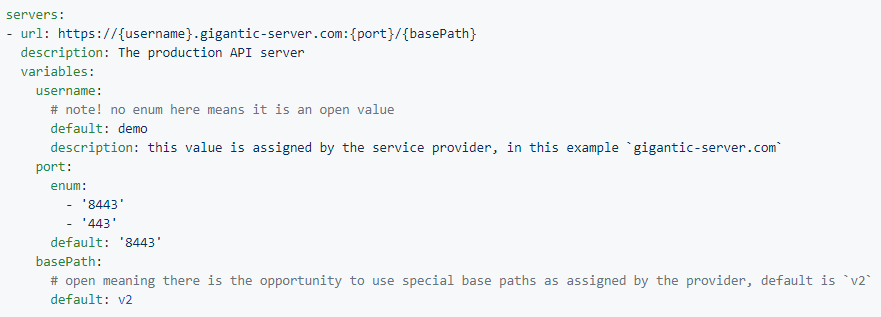 servers:
- url: https://{username}.gigantic-server.com:{port}/{basePath}
  description: The production API server
  variables:
    username:
      # note! no enum here means it is an open value
      default: demo
      description: this value is assigned by the service provider, in this example `gigantic-server.com`
    port:
      enum:
        - '8443'
        - '443'
      default: '8443'
    basePath:
      # open meaning there is the opportunity to use special base paths as assigned by the provider, default is `v2`
      default: v2